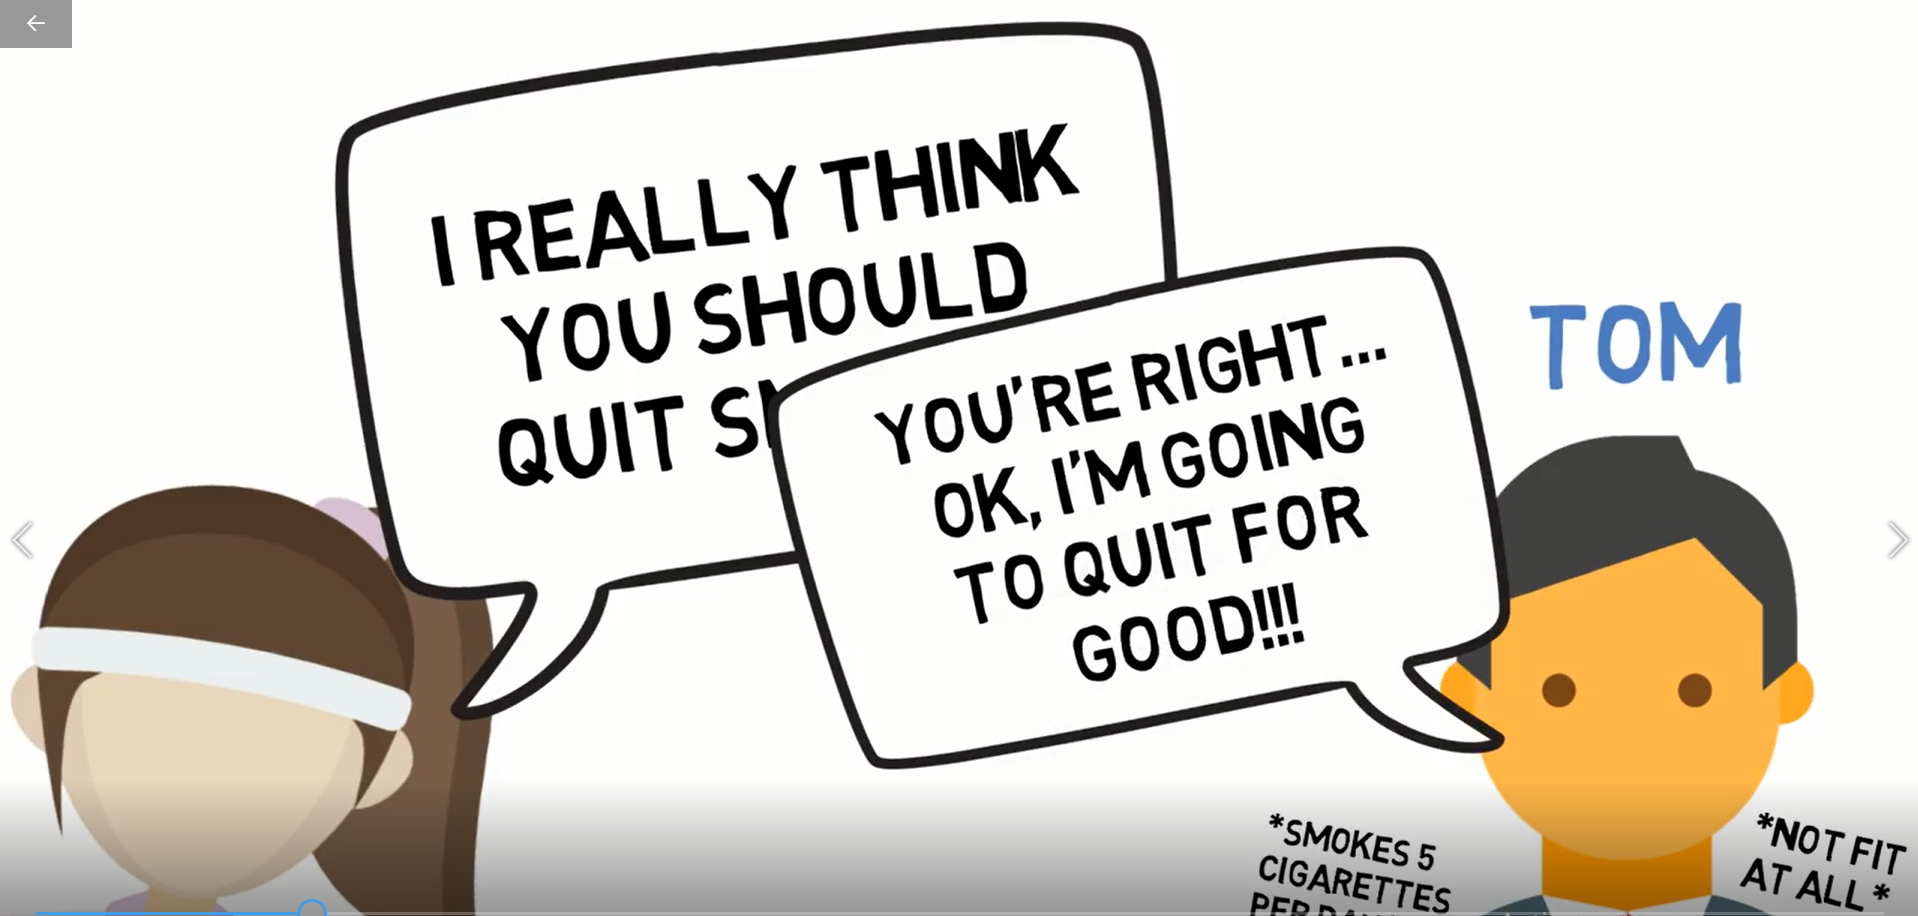 I REALLY THINK
YOU SHOULD
QUIT
YOU'RE RIGHT...
OK, I'M GOING
TO QUIT FOR
GOOD!!!
TOM
*SMOKES 5
CIGARETTES
PER
*NOT FIT
AT ALL *